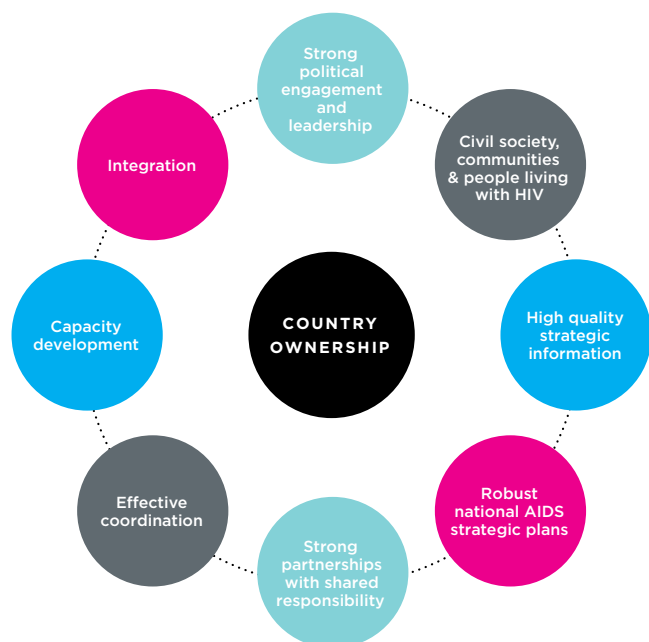 Strong
political
engagement
and
leadership
Civil society,
communities
& people living
with HIV
High quality
strategic
information
Robust
national AIDS
strategic plans
Strong
partnerships
with shared
responsibility
Effective
coordination
Capacity
development
Integration
COUNTRY
OWNERSHIP